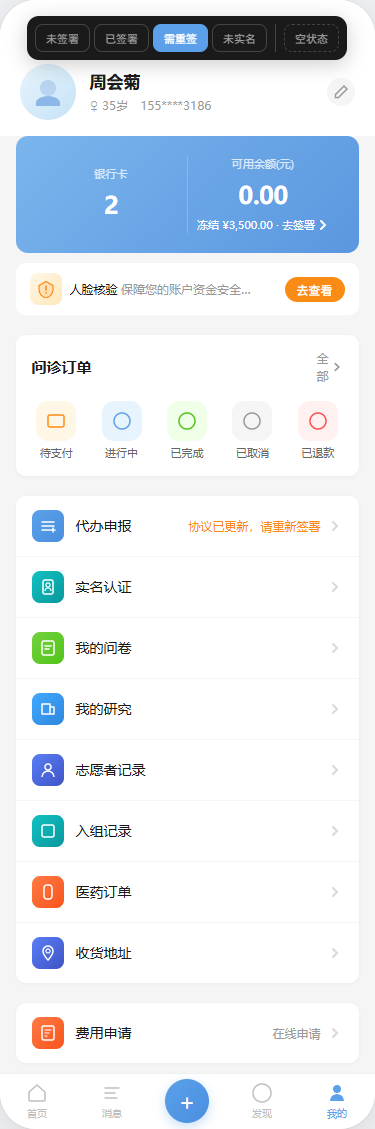 未签署 已签署 需重签 未实名 空状态
周会菊
♀ 35岁 155****3186
银行卡
2
可用余额(元)
0.00
冻结 ¥3,500.00 · 去签署
人脸核验 保障您的账户资金安全... 去查看
问诊订单
全部
待支付 进行中 已完成 已取消 已退款
代办申报 协议已更新，请重新签署
实名认证
我的问卷
我的研究
志愿者记录
入组记录
医药订单
收货地址
费用申请 在线申请
首页 消息 + 发现 我的